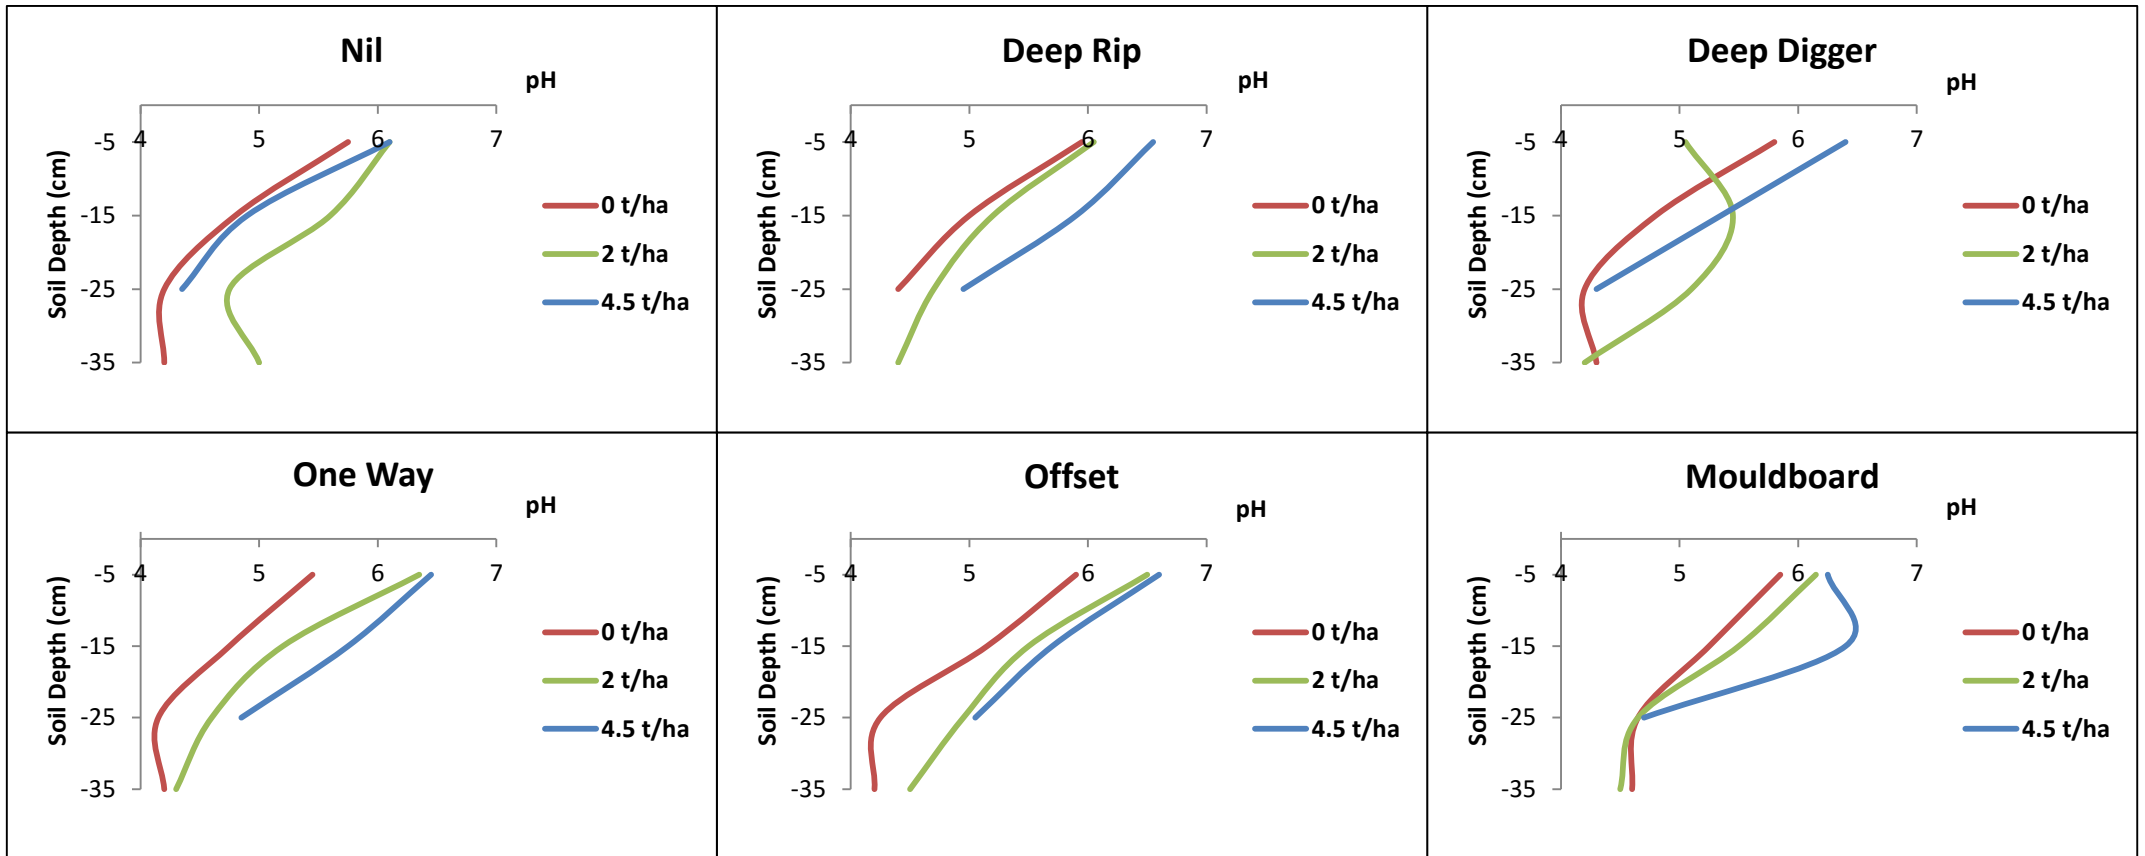 Nil
pH
4 5 6 7
-5
-15
-25
-35
Soil Depth (cm)
0 t/ha
2 t/ha
4.5 t/ha
Deep Rip
pH
4 5 6 7
-5
-15
-25
-35
Soil Depth (cm)
0 t/ha
2 t/ha
4.5 t/ha
Deep Digger
pH
4 5 6 7
-5
-15
-25
-35
Soil Depth (cm)
0 t/ha
2 t/ha
4.5 t/ha
One Way
pH
4 5 6 7
-5
-15
-25
-35
Soil Depth (cm)
0 t/ha
2 t/ha
4.5 t/ha
Offset
pH
4 5 6 7
-5
-15
-25
-35
Soil Depth (cm)
0 t/ha
2 t/ha
4.5 t/ha
Mouldboard
pH
4 5 6 7
-5
-15
-25
-35
Soil Depth (cm)
0 t/ha
2 t/ha
4.5 t/ha